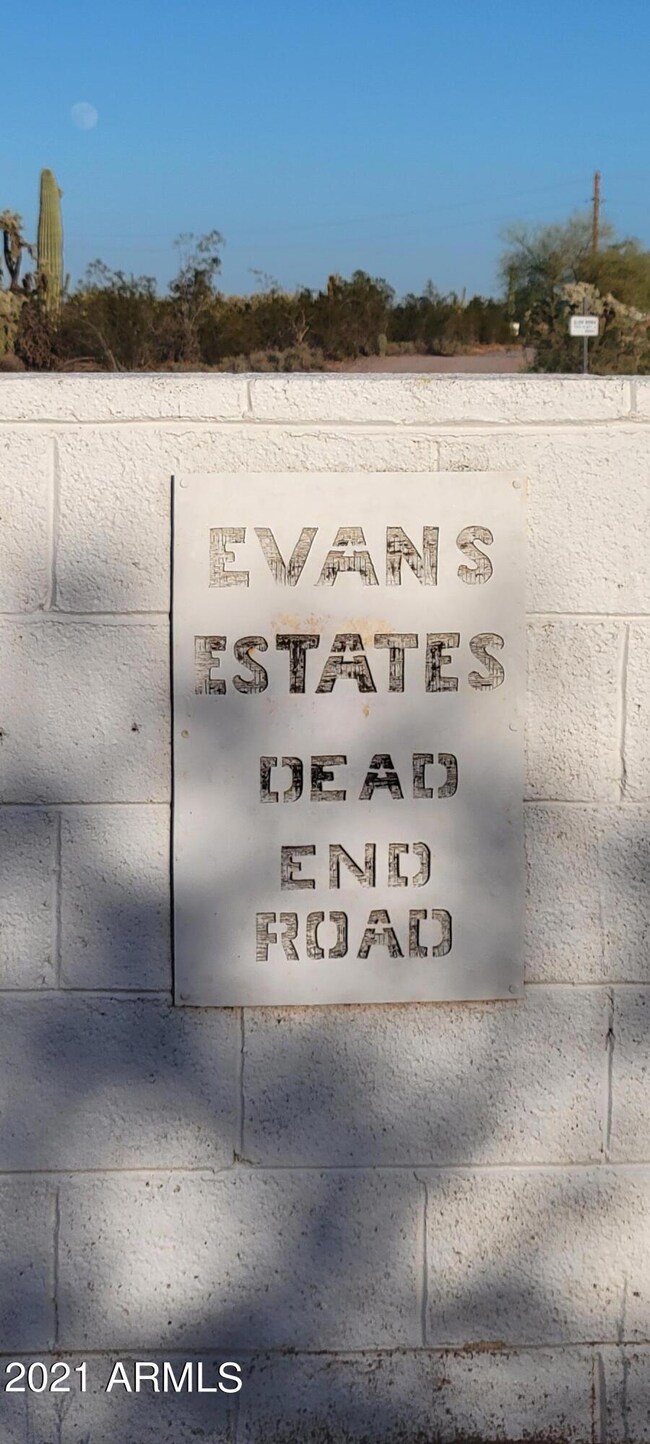 EVANS
ESTATES
DEAD
END
ROAD
2021 ARMLS